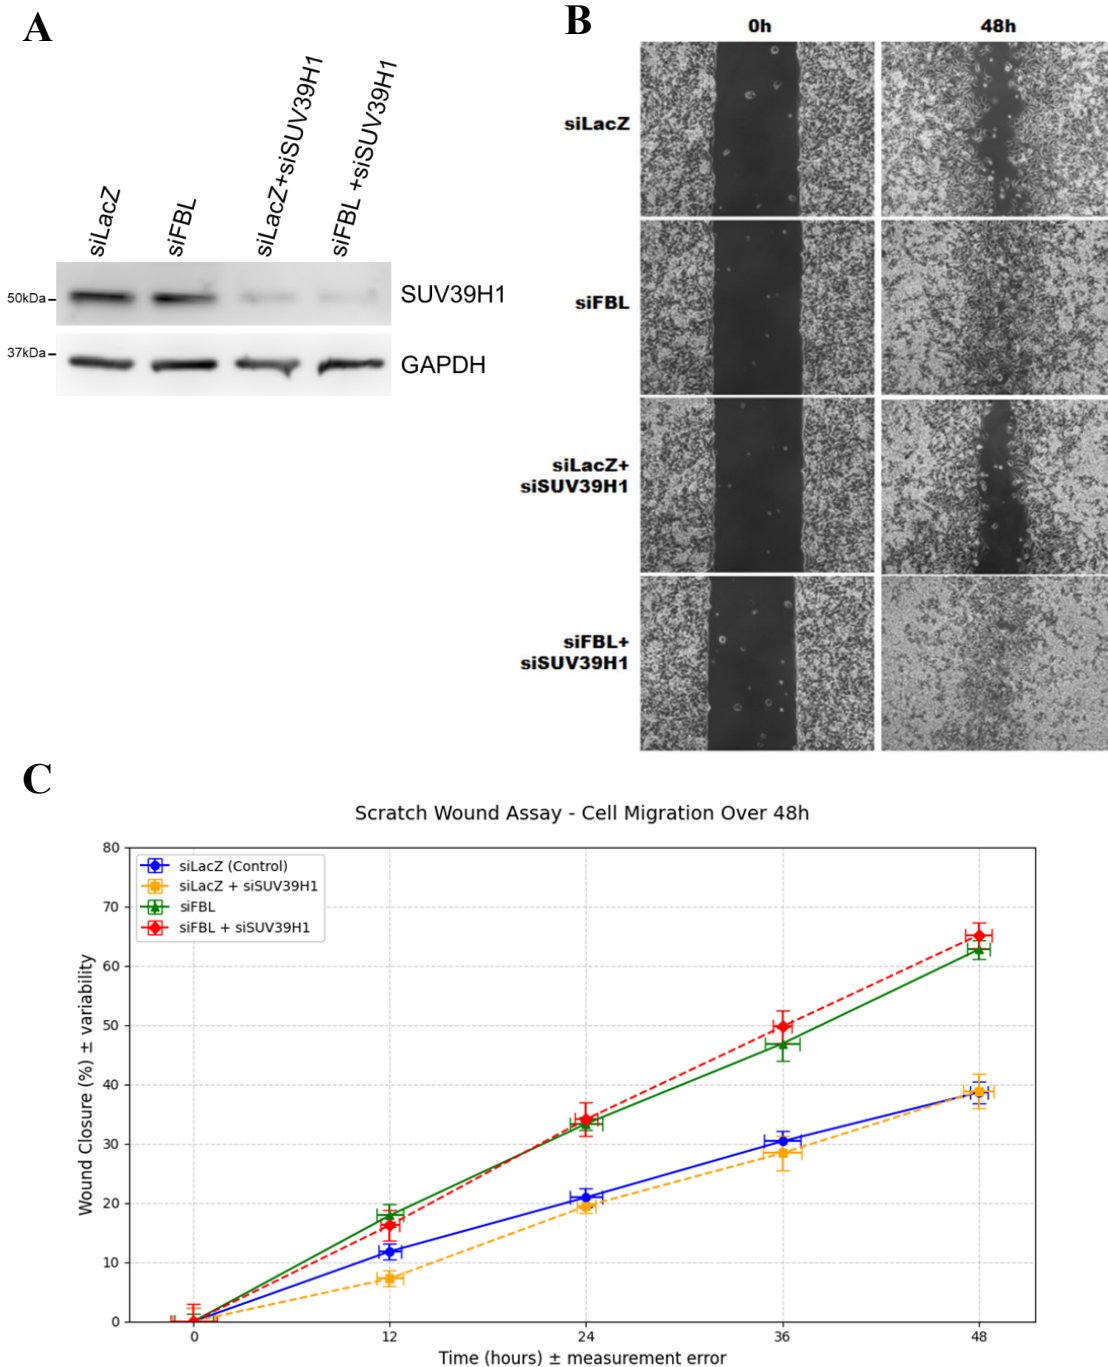 A
siLacZ
siFBL
siLacZ+siSUV39H1
siFBL +siSUV39H1
50kDa
SUV39H1
37kDa
GAPDH
B
0h
48h
siLacZ
siFBL
siLacZ+
siSUV39H1
siFBL+
siSUV39H1
C
Scratch Wound Assay - Cell Migration Over 48h
siLacZ (Control)
siLacZ + siSUV39H1
siFBL
siFBL + siSUV39H1
Wound Closure (%) ± variability
80
70
60
50
40
30
20
10
0
0
12
24
36
48
Time (hours) ± measurement error